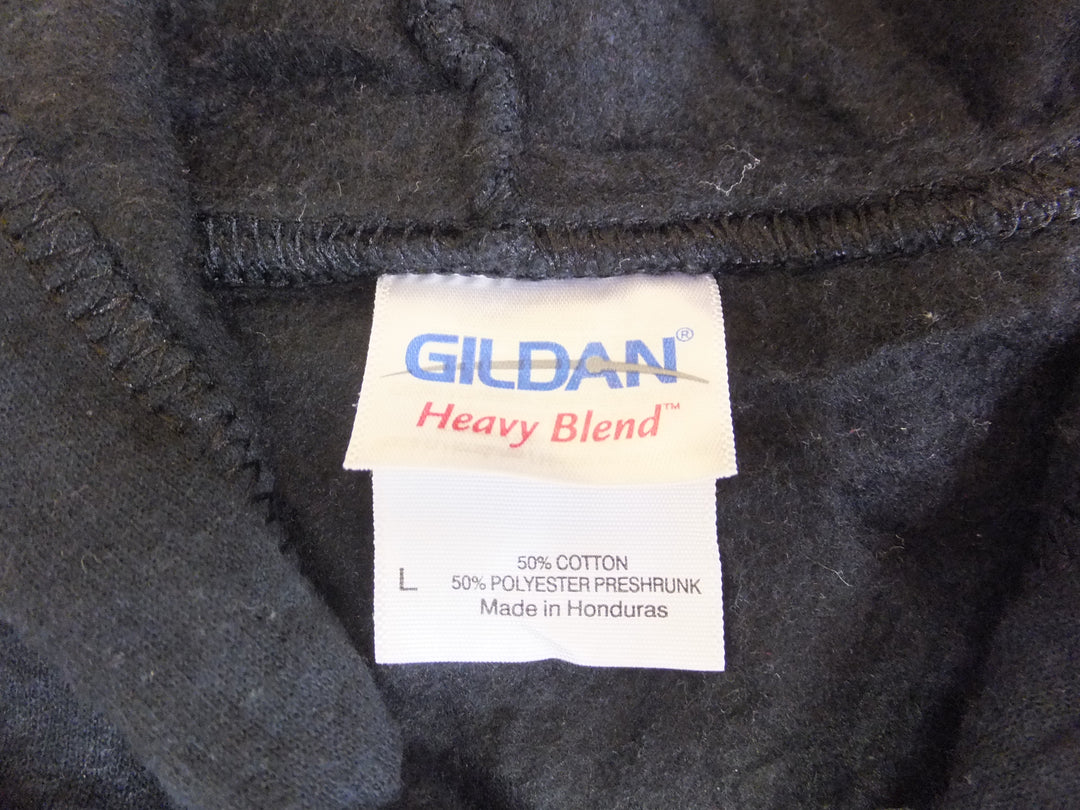 GILDAN®
Heavy Blend™
50% COTTON
L 50% POLYESTER PRESHRUNK
Made in Honduras